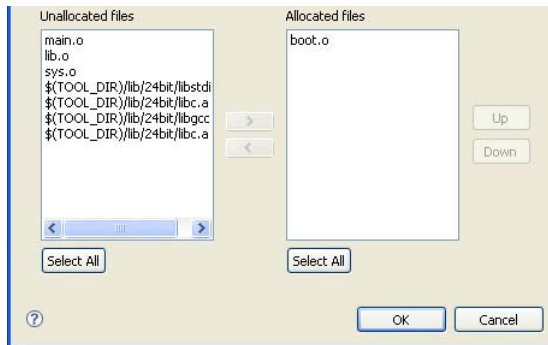 Unallocated files
Allocated files
main.o
lib.o
sys.o
$(TOOL_DIR)/lib/24bit/libstdi
$(TOOL_DIR)/lib/24bit/libc.a
$(TOOL_DIR)/lib/24bit/libgcc
$(TOOL_DIR)/lib/24bit/libc.a
boot.o
>
<
Up
Down
Select All
Select All
?
OK
Cancel